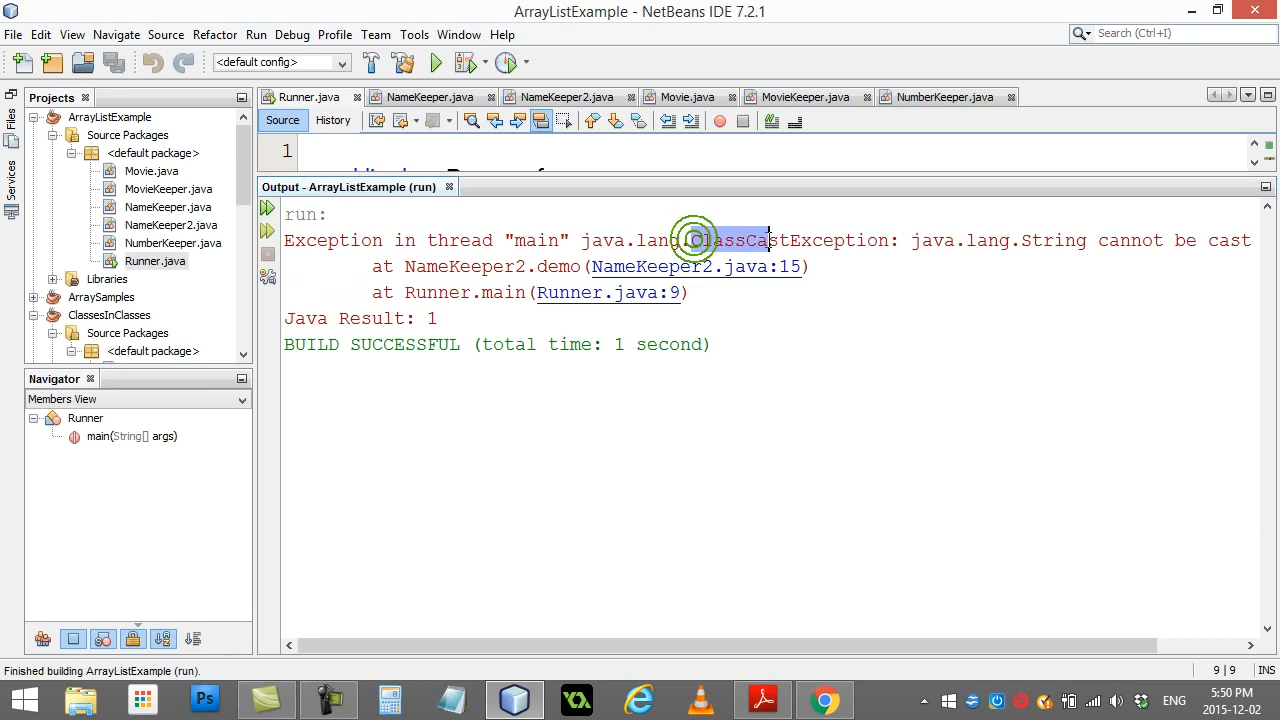 ArrayListExample - NetBeans IDE 7.2.1
File Edit View Navigate Source Refactor Run Debug Profile Team Tools Window Help
Search (Ctrl+I)
<default config>
Projects
Files
Services
ArrayListExample
Source Packages
<default package>
Movie.java
MovieKeeper.java
NameKeeper.java
NameKeeper2.java
NumberKeeper.java
Runner.java
Libraries
ArraySamples
ClassesInClasses
Source Packages
<default package>
Navigator
Members View
Runner
main(String[] args)
Runner.java NameKeeper.java NameKeeper2.java Movie.java MovieKeeper.java NumberKeeper.java
Source History
1
Output - ArrayListExample (run)
run:
Exception in thread "main" java.lang.ClassCastException: java.lang.String cannot be cast
at NameKeeper2.demo(NameKeeper2.java:15)
at Runner.main(Runner.java:9)
Java Result: 1
BUILD SUCCESSFUL (total time: 1 second)
Finished building ArrayListExample (run).
9 | 9 INS
Ps
ENG
5:50 PM
2015-12-02